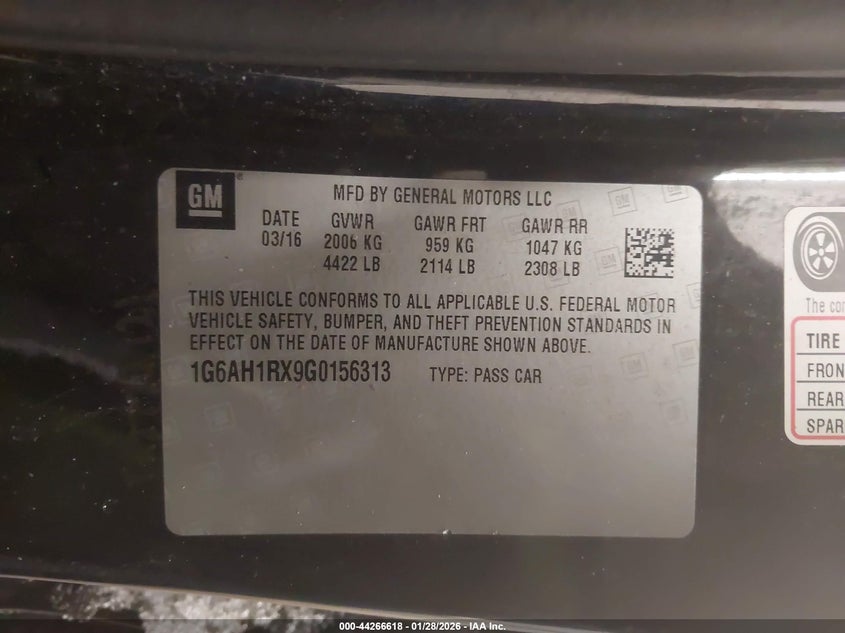 GM
MFD BY GENERAL MOTORS LLC
DATE GVWR GAWR FRT GAWR RR
03/16 2006 KG 959 KG 1047 KG
4422 LB 2114 LB 2308 LB
THIS VEHICLE CONFORMS TO ALL APPLICABLE U.S. FEDERAL MOTOR
VEHICLE SAFETY, BUMPER, AND THEFT PREVENTION STANDARDS IN
EFFECT ON THE DATE OF MANUFACTURE SHOWN ABOVE.
1G6AH1RX9G0156313 TYPE: PASS CAR
The con
TIRE
FRON
REAR
SPAR
000-44266618 | 01/28/2026 - IAA Inc.